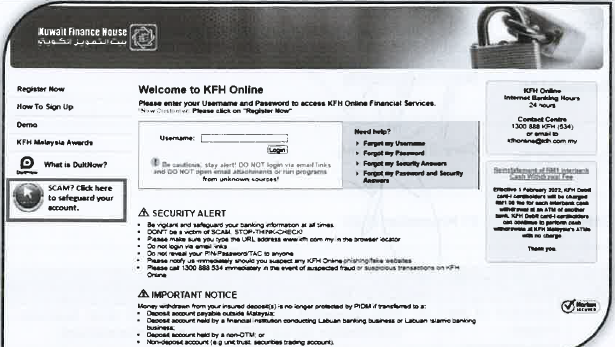 Kuwait Finance House
بيت التمويل الكويتي
Register Now
How To Sign Up
Demo
KFH Malaysia Awards
What is DuitNow?
SCAM? Click here
to safeguard your
account.
Welcome to KFH Online
Please enter your Username and Password to access KFH Online Financial Services.
*New Customer: Please click on "Register Now"
Username:
Login
Be cautious, stay alert! DO NOT login via email links
and DO NOT open email attachments or run programs
from unknown sources!
Need help?
Forgot my Username
Forgot my Password
Forgot my Security Answers
Forgot my Password and Security
Answers
SECURITY ALERT
Be vigilant and safeguard your banking information at all times
DON'T be a victim of SCAM. STOP-THINK-CHECK!
Please make sure you type the URL address www.kfh.com.my in the browser locator
Do not login via email links
Do not reveal your PIN/Password/TAC to anyone
Please notify us immediately should you suspect any KFH Online phishing/fake websites
Please call 1300 888 534 immediately in the event of suspected fraud or suspicious transactions on KFH
Online
IMPORTANT NOTICE
Money withdrawn from your insured deposit(s) is no longer protected by PIDM if transferred to a:
Deposit account payable outside Malaysia;
Deposit account held by a financial institution conducting Labuan banking business or Labuan Islamic banking
business;
Deposit account held by a non-DTM; or
Non-deposit account (e.g unit trust, securities trading account).
KFH Online
Internet Banking Hours
24 hours
Contact Centre
1300 888 KFH (534)
or email to
kfhonline@kfh.com.my
Reinstatement of RM1 Interbank
Cash Withdrawal Fee
Effective 1 February 2022, KFH Debit
Card-i cardholders will be charged
RM1.00 fee for each interbank cash
withdrawal at an ATM of another
bank. KFH Debit card-i cardholders
can continue to perform cash
withdrawals at KFH Malaysia's ATMs
with no charge
Thank you.
Norton
SECURED